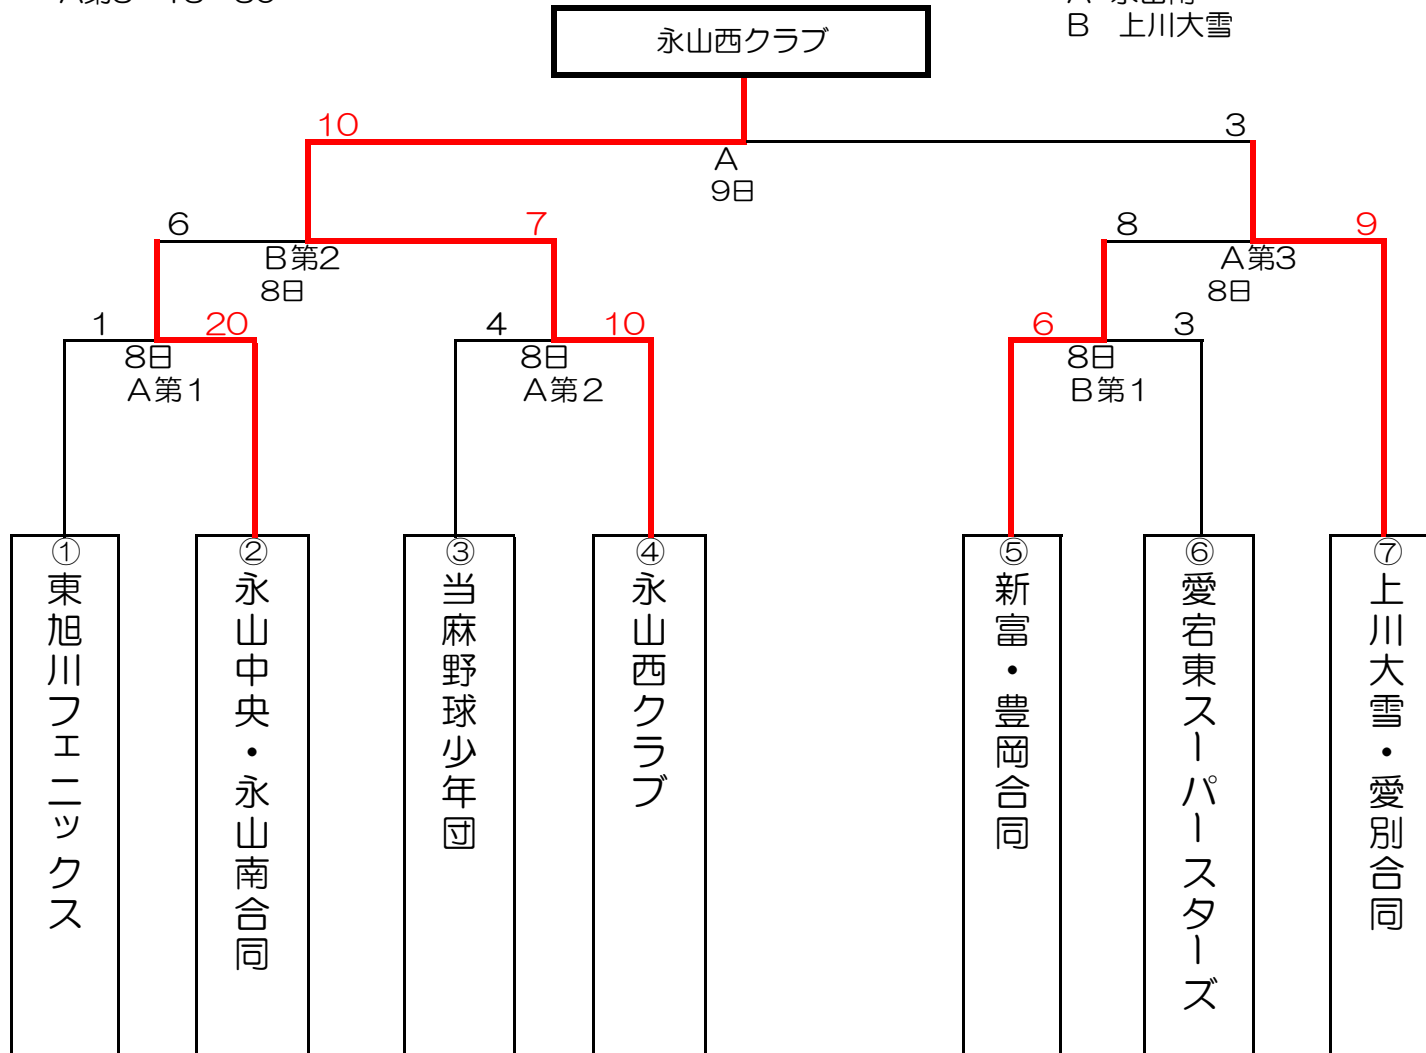 永山西クラブ
B 上川大雪
10
3
A
9日
6
7
8
9
B第2
8日
A第3
8日
1
20
4
10
6
3
8日
A第1
8日
A第2
8日
B第1
①東旭川フェニックス
②永山中央・永山南合同
③当麻野球少年団
④永山西クラブ
⑤新富・豊岡合同
⑥愛宕東スーパースターズ
⑦上川大雪・愛別合同